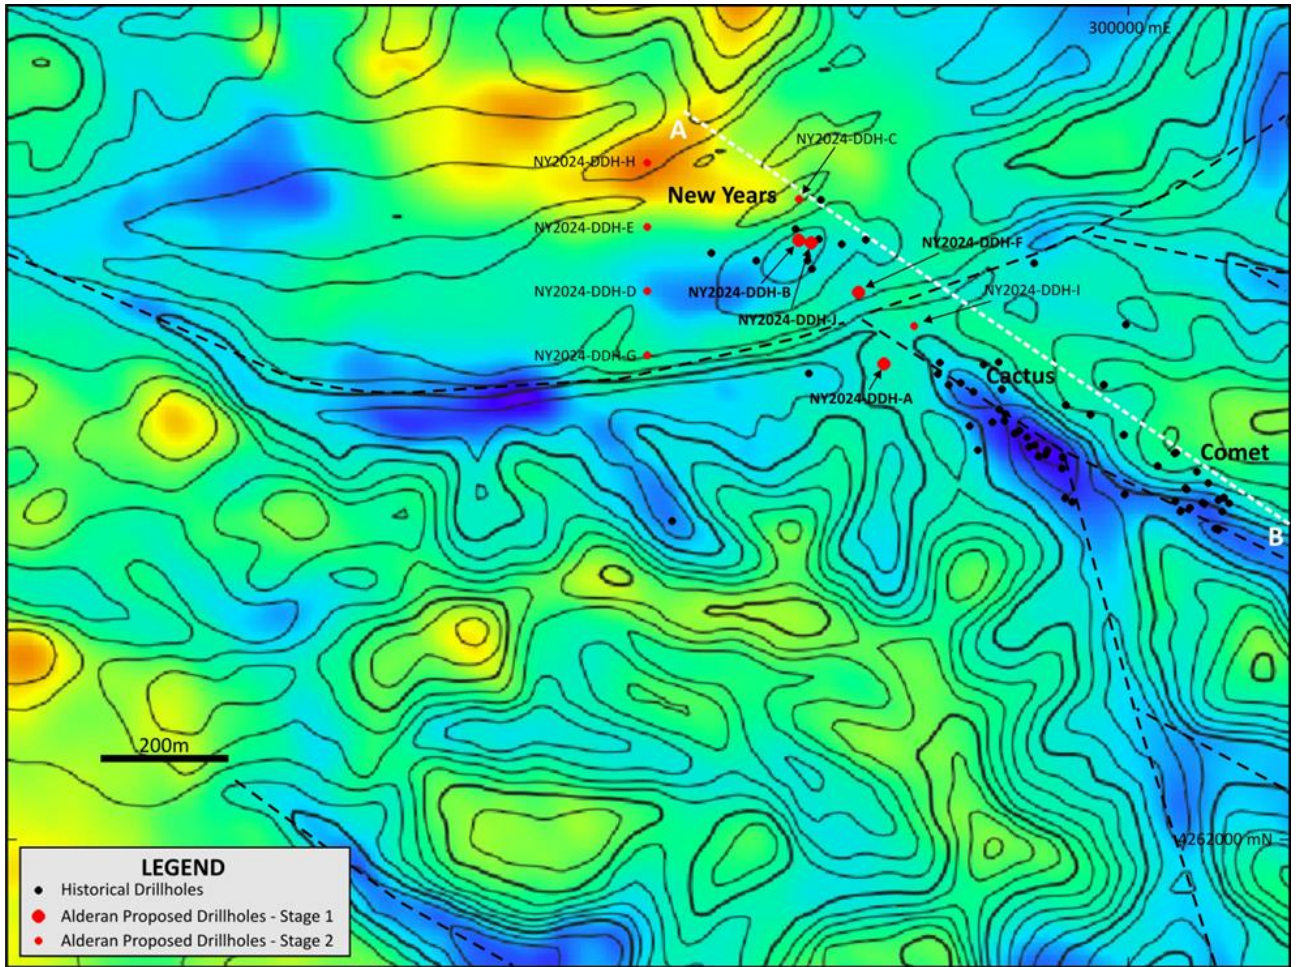 300000 mE
A
NY2024-DDH-C
NY2024-DDH-H
New Years
NY2024-DDH-E
NY2024-DDH-F
NY2024-DDH-D
NY2024-DDH-B
NY2024-DDH-I
NY2024-DDH-J
NY2024-DDH-G
Cactus
NY2024-DDH-A
Comet
B
200m
4262000 mN
LEGEND
Historical Drillholes
Alderan Proposed Drillholes - Stage 1
Alderan Proposed Drillholes - Stage 2